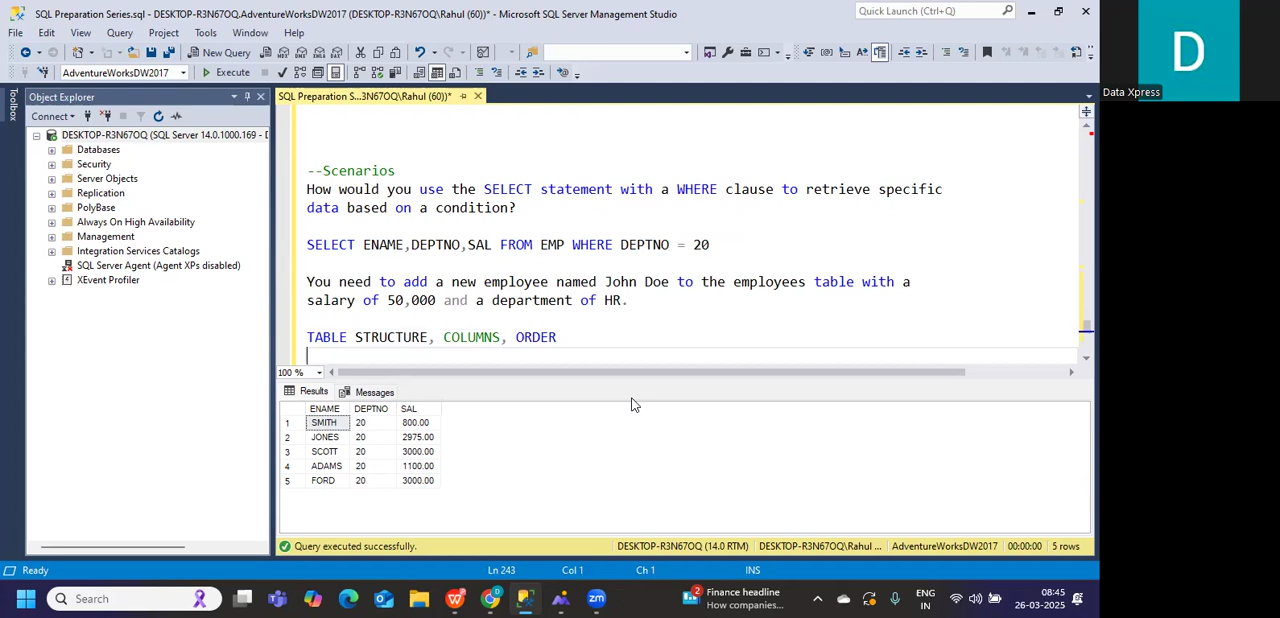 SQL Preparation Series.sql - DESKTOP-R3N67OQ.AdventureWorksDW2017 (DESKTOP-R3N67OQ\Rahul (60))* - Microsoft SQL Server Management Studio
Quick Launch (Ctrl+Q)
File Edit View Query Project Tools Window Help
New Query
AdventureWorksDW2017 Execute
D
Data Xpress
Toolbox
Object Explorer
SQL Preparation S...3N67OQ\Rahul (60))*
Connect
DESKTOP-R3N67OQ (SQL Server 14.0.1000.169 - D
Databases
Security
Server Objects
Replication
PolyBase
Always On High Availability
Management
Integration Services Catalogs
SQL Server Agent (Agent XPs disabled)
XEvent Profiler
--Scenarios
How would you use the SELECT statement with a WHERE clause to retrieve specific
data based on a condition?
SELECT ENAME,DEPTNO,SAL FROM EMP WHERE DEPTNO = 20
You need to add a new employee named John Doe to the employees table with a
salary of 50,000 and a department of HR.
TABLE STRUCTURE, COLUMNS, ORDER
100 %
Results Messages
ENAME DEPTNO SAL
1 SMITH 20 800.00
2 JONES 20 2975.00
3 SCOTT 20 3000.00
4 ADAMS 20 1100.00
5 FORD 20 3000.00
Query executed successfully. DESKTOP-R3N67OQ (14.0 RTM) DESKTOP-R3N67OQ\Rahul ... AdventureWorksDW2017 00:00:00 5 rows
Ready Ln 243 Col 1 Ch 1 INS
Search
2
Finance headline
How companies...
ENG
IN
08:45
26-03-2025